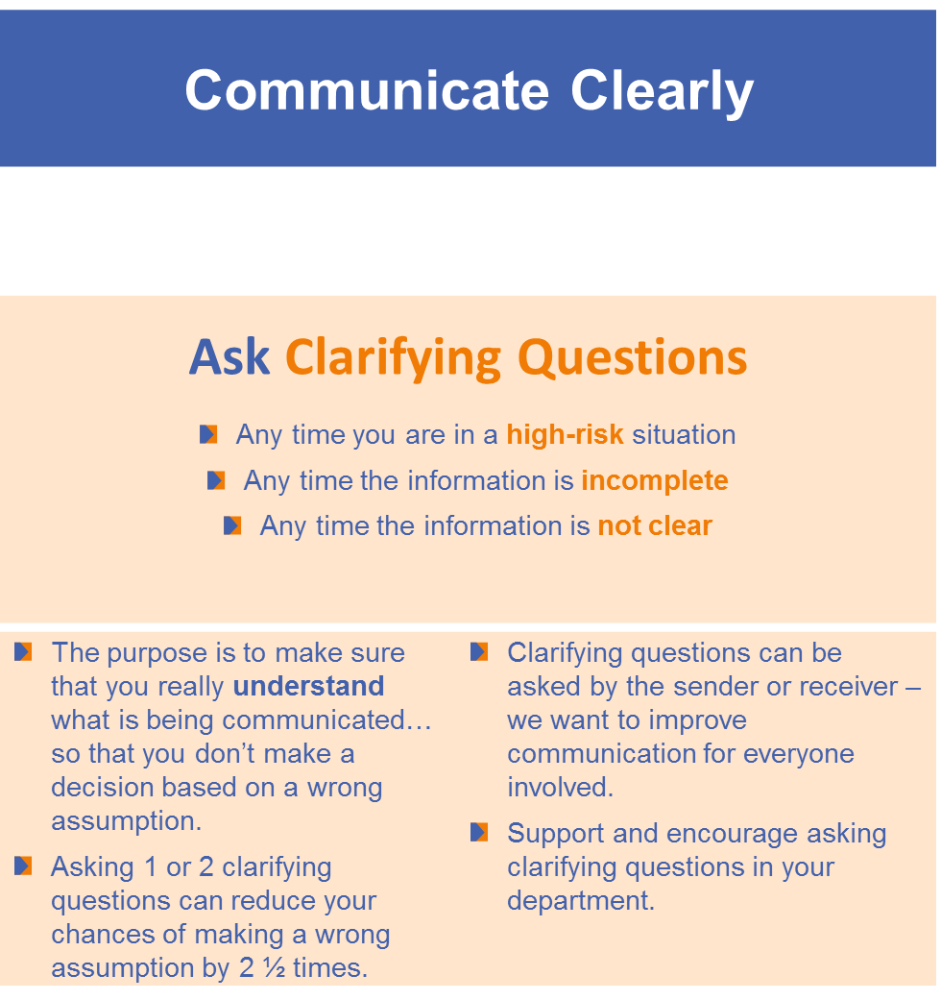 Communicate Clearly
Ask Clarifying Questions
Any time you are in a high-risk situation
Any time the information is incomplete
Any time the information is not clear
The purpose is to make sure
that you really understand
what is being communicated…
so that you don’t make a
decision based on a wrong
assumption.
Asking 1 or 2 clarifying
questions can reduce your
chances of making a wrong
assumption by 2 ½ times.
Clarifying questions can be
asked by the sender or receiver –
we want to improve
communication for everyone
involved.
Support and encourage asking
clarifying questions in your
department.